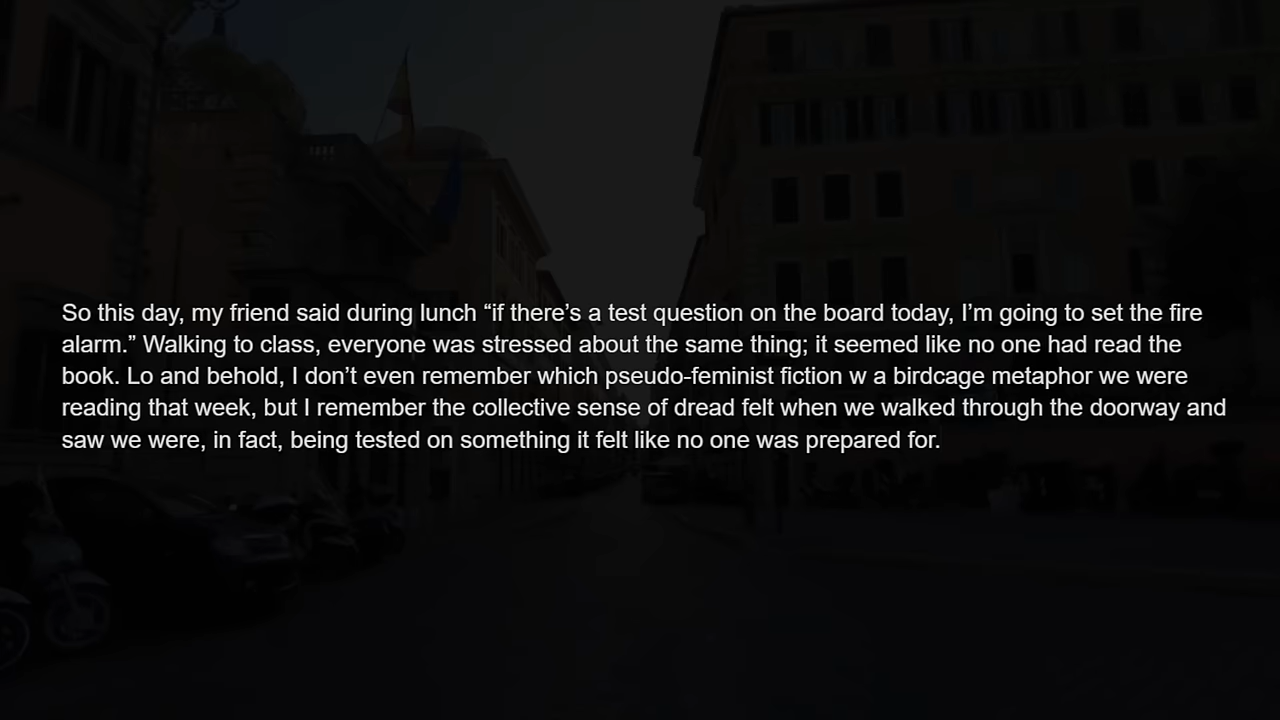 So this day, my friend said during lunch “if there’s a test question on the board today, I’m going to set the fire
alarm.” Walking to class, everyone was stressed about the same thing; it seemed like no one had read the
book. Lo and behold, I don’t even remember which pseudo-feminist fiction w a birdcage metaphor we were
reading that week, but I remember the collective sense of dread felt when we walked through the doorway and
saw we were, in fact, being tested on something it felt like no one was prepared for.